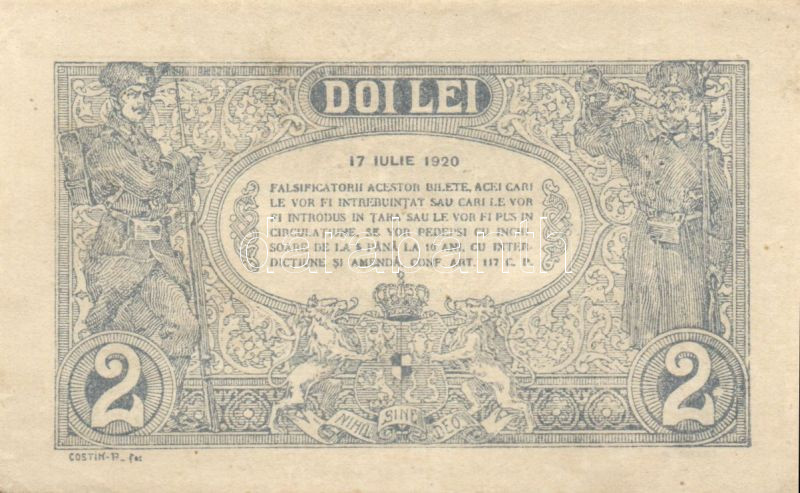 DOI LEI
17 IULIE 1920
FALSIFICATORII ACESTOR BILETE, ACEI CARI
LE VOR FI INTREBUINȚAT SAU CARI LE VOR
FI INTRODUS IN ȚARĂ SAU LE VOR FI PUS IN
CIRCULAȚIUNE, SE VOR PEDEPSI CU INCHI-
SOARE DE LA 5 PÂNĂ LA 10 ANI, CU INTER-
DICȚIUNE ȘI AMENDĂ, CONF. ART. 117 C. P.
darabanth
2
2
NIHIL SINE DEO
COSTIN-P- fec